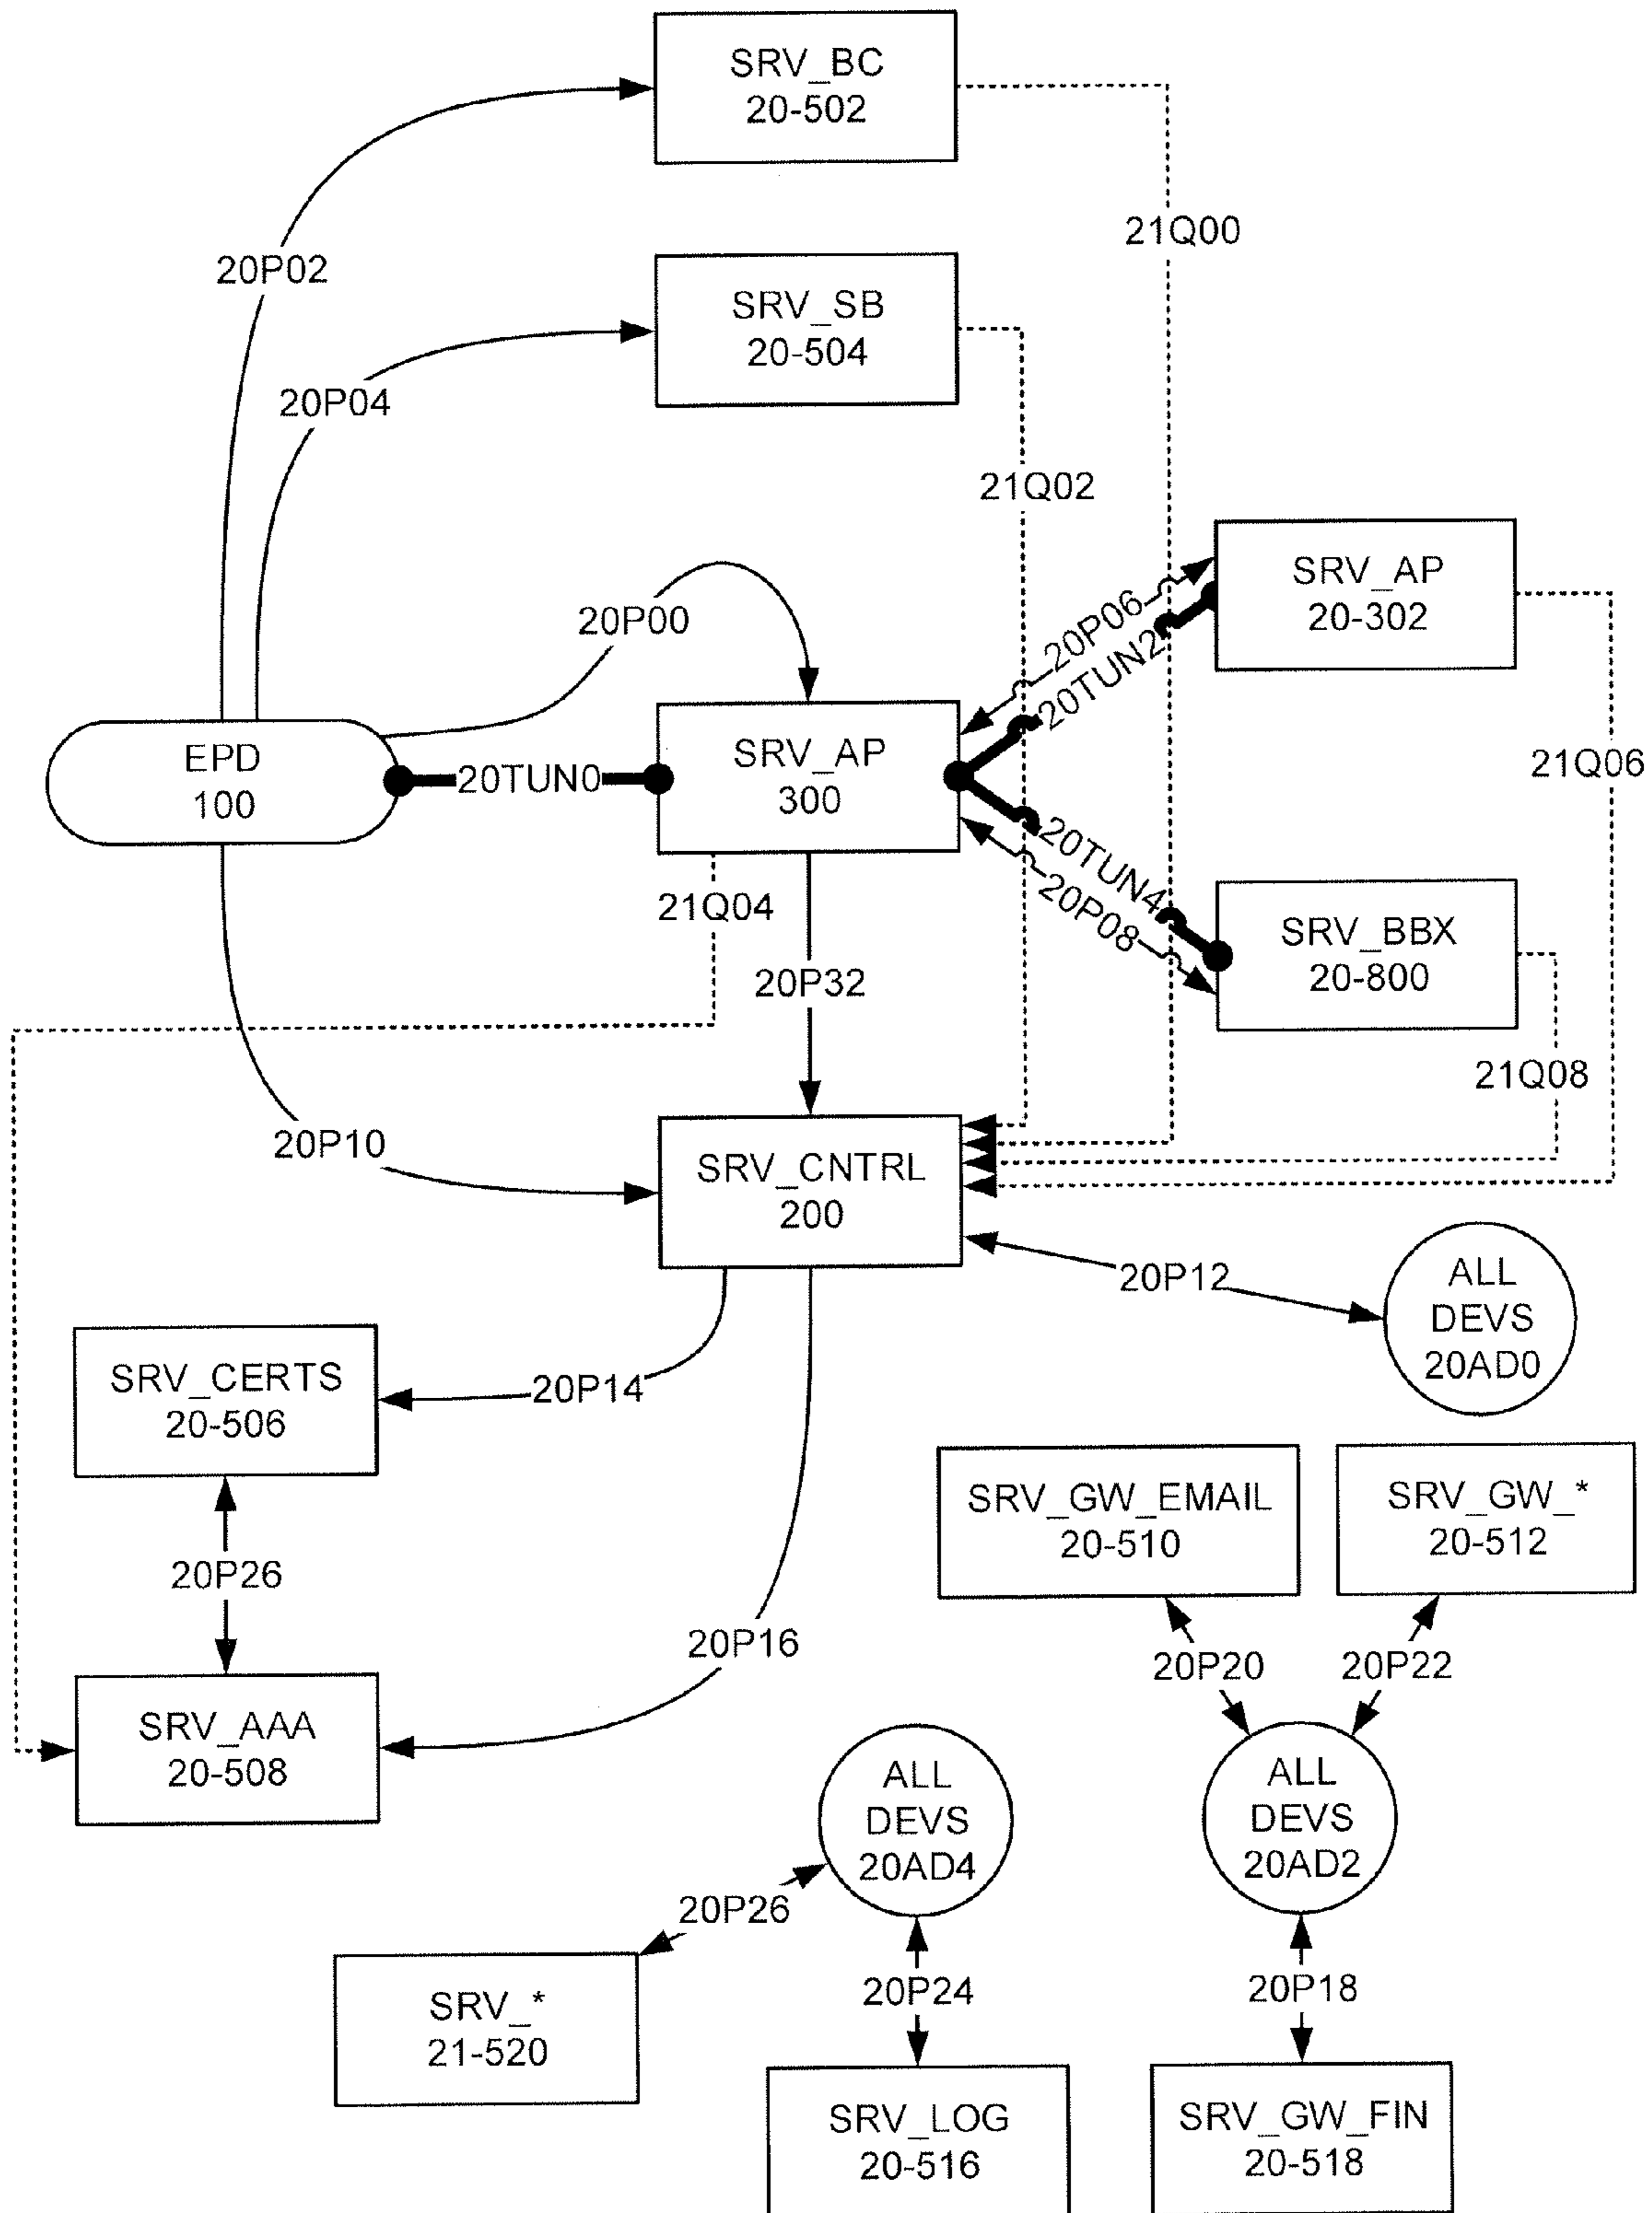 SRV_BC
20-502
21Q00
20P02
SRV_SB
20-504
20P04
21Q02
SRV_AP
20-302
20P06
20TUN2
20P00
EPD
100
20TUN0
SRV_AP
300
21Q06
20TUN4
20P08
21Q04
SRV_BBX
20-800
20P32
21Q08
20P10
SRV_CNTRL
200
20P12
ALL
DEVS
20AD0
SRV_CERTS
20-506
20P14
SRV_GW_EMAIL
20-510
SRV_GW_*
20-512
20P26
20P16
20P20
20P22
SRV_AAA
20-508
ALL
DEVS
20AD4
ALL
DEVS
20AD2
20P26
20P24
20P18
SRV_*
21-520
SRV_LOG
20-516
SRV_GW_FIN
20-518